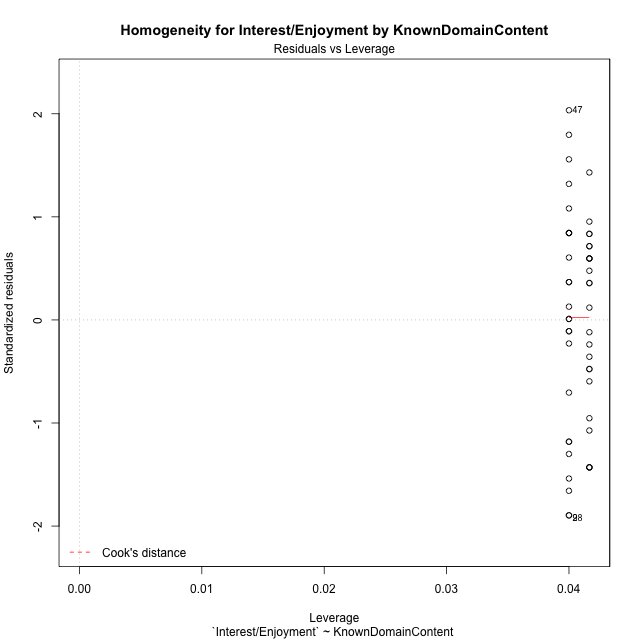 Homogeneity for Interest/Enjoyment by KnownDomainContent
Residuals vs Leverage
2
1
0
-1
-2
Standardized residuals
47
Cook's distance
0.00 0.01 0.02 0.03 0.04
Leverage
`Interest/Enjoyment` ~ KnownDomainContent